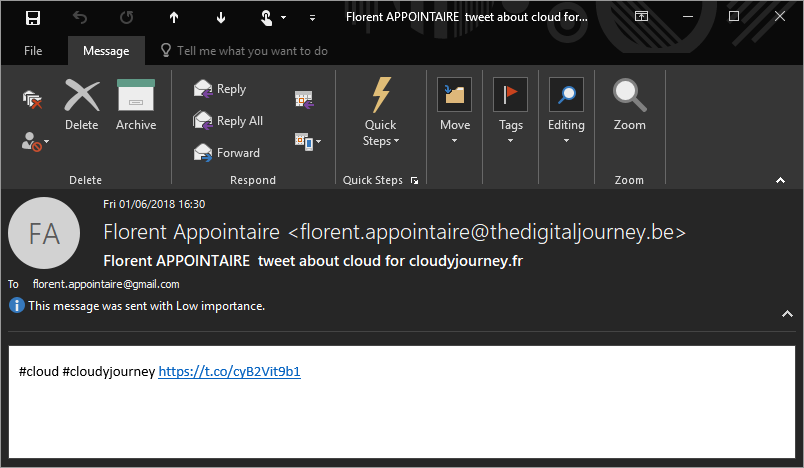 Florent APPOINTAIRE  tweet about cloud for...
File
Message
Tell me what you want to do
Delete
Archive
Delete
Reply
Reply All
Forward
Respond
Quick
Steps
Quick Steps
Move
Tags
Editing
Zoom
Zoom
Fri 01/06/2018 16:30
FA
Florent Appointaire <florent.appointaire@thedigitaljourney.be>
Florent APPOINTAIRE  tweet about cloud for cloudyjourney.fr
To florent.appointaire@gmail.com
This message was sent with Low importance.
#cloud #cloudyjourney https://t.co/cyB2Vit9b1